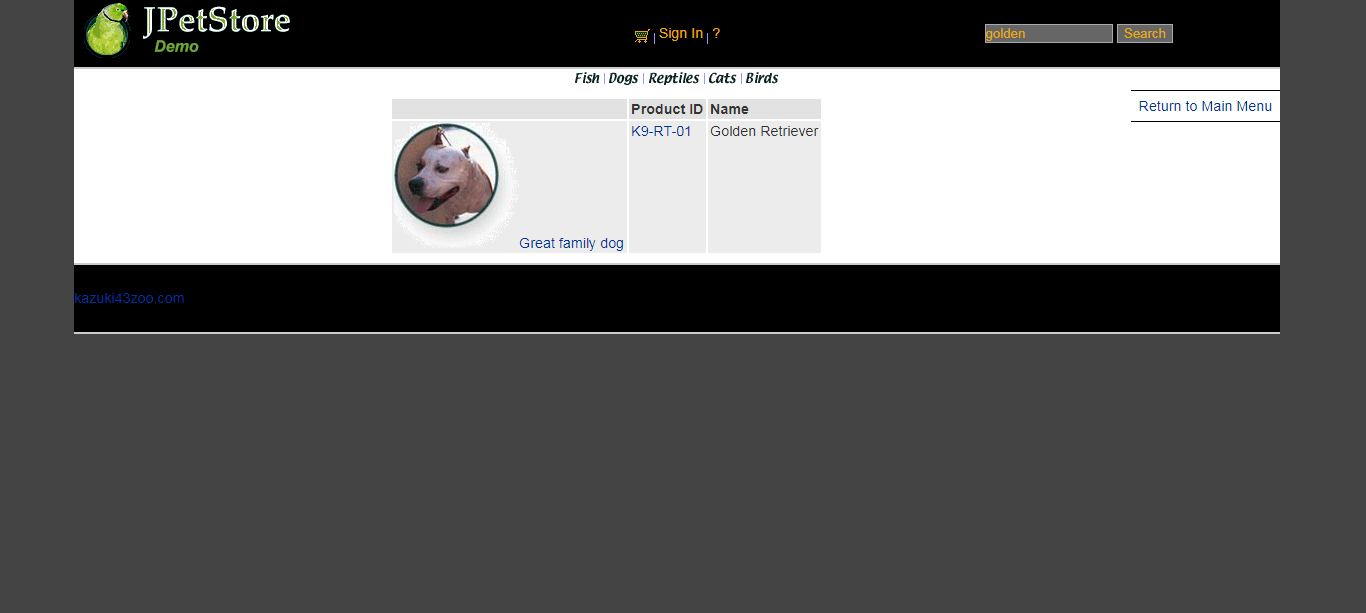 JPetStore
Demo
Sign In | ?
golden
Search
Fish | Dogs | Reptiles | Cats | Birds
Return to Main Menu
Product ID Name
K9-RT-01 Golden Retriever
Great family dog
kazuki43zoo.com